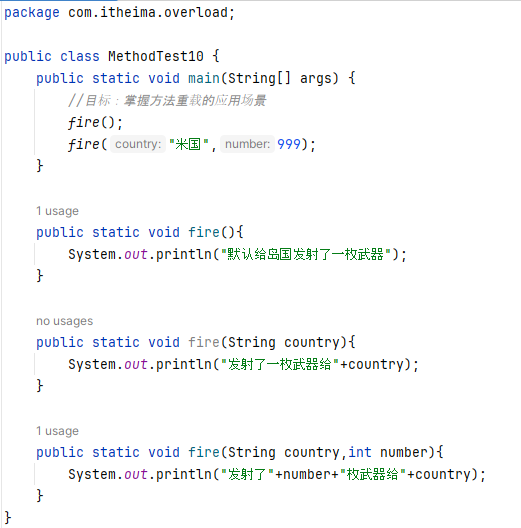 package com.itheima.overload;
public class MethodTest10 {
    public static void main(String[] args) {
        //目标：掌握方法重载的应用场景
        fire();
        fire( country: "米国", number: 999);
    }
    1 usage
    public static void fire(){
        System.out.println("默认给岛国发射了一枚武器");
    }
    no usages
    public static void fire(String country){
        System.out.println("发射了一枚武器给"+country);
    }
    1 usage
    public static void fire(String country,int number){
        System.out.println("发射了"+number+"枚武器给"+country);
    }
}